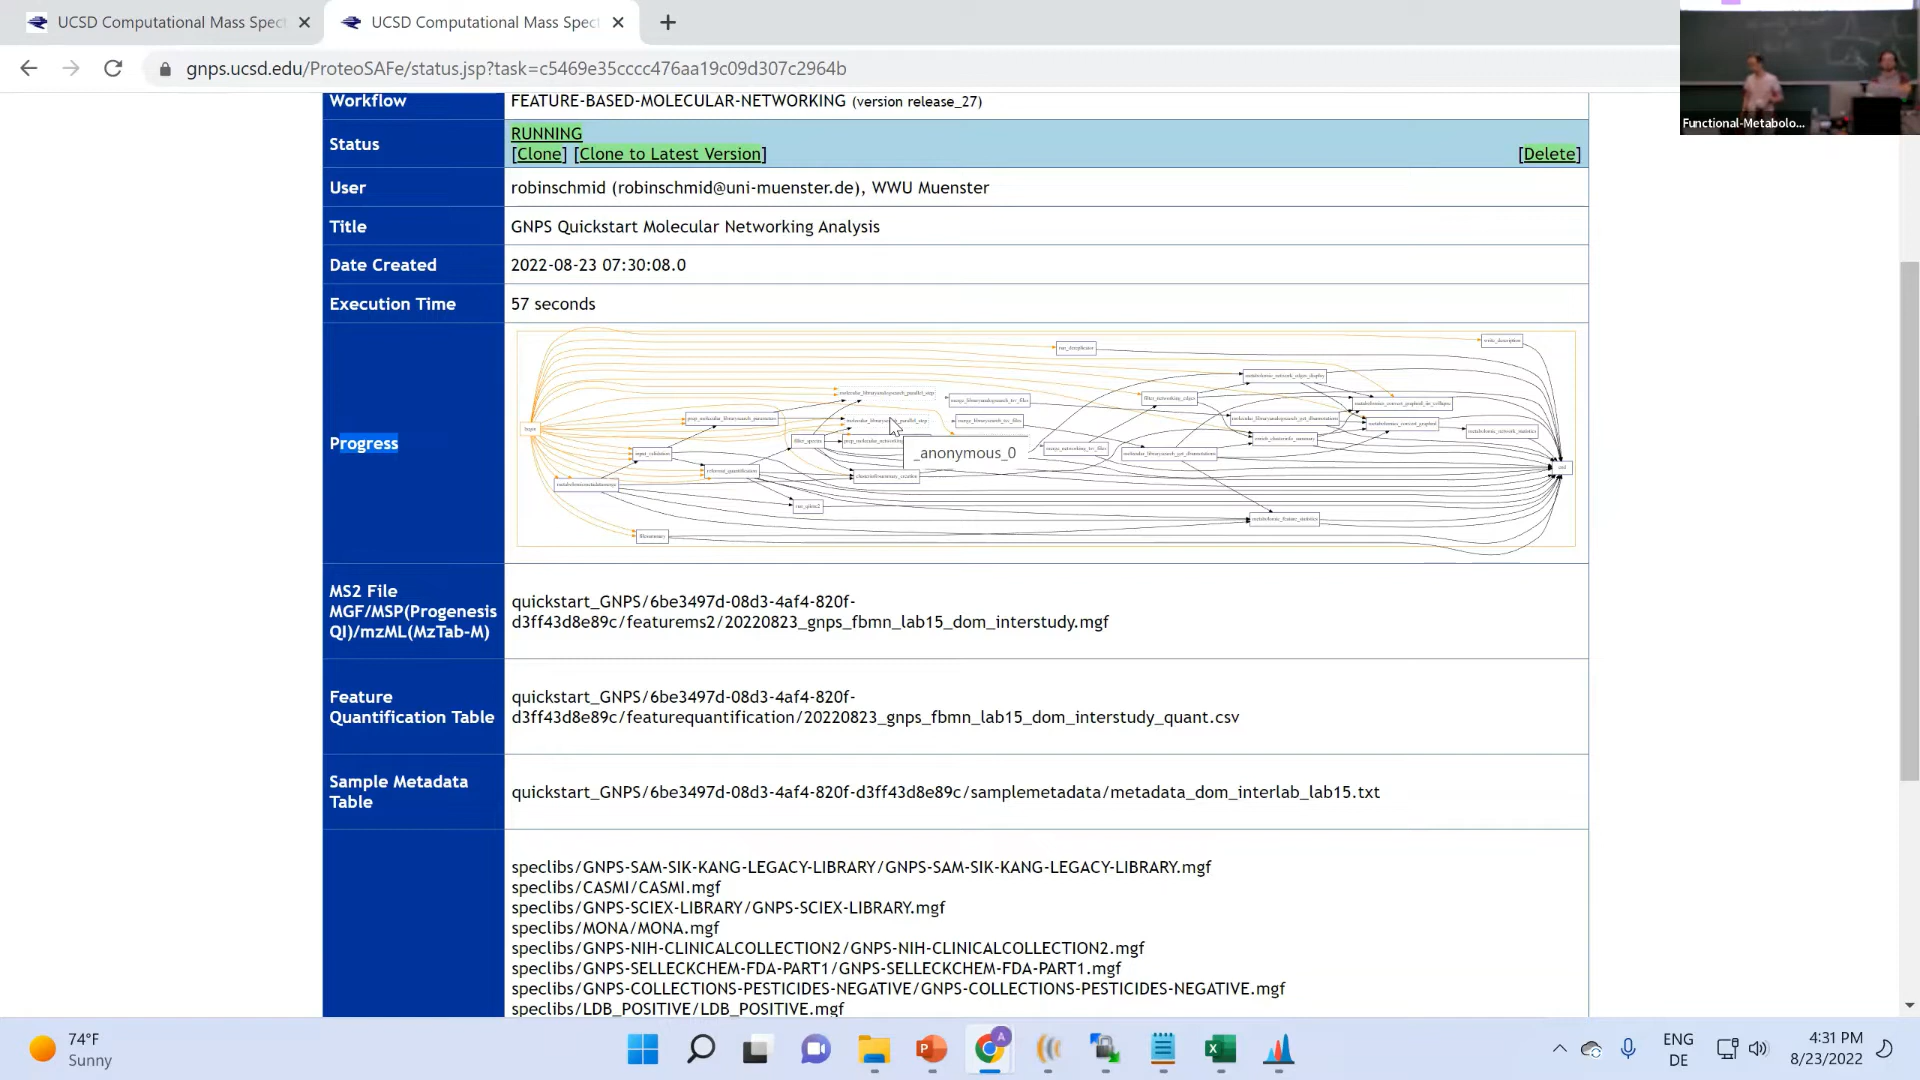 UCSD Computational Mass Spect
UCSD Computational Mass Spect
gnps.ucsd.edu/ProteoSAFe/status.jsp?task=c5469e35cccc476aa19c09d307c2964b
Functional-Metabolo...
Workflow
FEATURE-BASED-MOLECULAR-NETWORKING (version release_27)
Status
RUNNING
[Clone] [Clone to Latest Version]
[Delete]
User
robinschmid (robinschmid@uni-muenster.de), WWU Muenster
Title
GNPS Quickstart Molecular Networking Analysis
Date Created
2022-08-23 07:30:08.0
Execution Time
57 seconds
Progress
_anonymous_0
begin
end
MS2 File
MGF/MSP(Progenesis
QI)/mzML(MzTab-M)
quickstart_GNPS/6be3497d-08d3-4af4-820f-
d3ff43d8e89c/featurems2/20220823_gnps_fbmn_lab15_dom_interstudy.mgf
Feature
Quantification Table
quickstart_GNPS/6be3497d-08d3-4af4-820f-
d3ff43d8e89c/featurequantification/20220823_gnps_fbmn_lab15_dom_interstudy_quant.csv
Sample Metadata
Table
quickstart_GNPS/6be3497d-08d3-4af4-820f-d3ff43d8e89c/samplemetadata/metadata_dom_interlab_lab15.txt
speclibs/GNPS-SAM-SIK-KANG-LEGACY-LIBRARY/GNPS-SAM-SIK-KANG-LEGACY-LIBRARY.mgf
speclibs/CASMI/CASMI.mgf
speclibs/GNPS-SCIEX-LIBRARY/GNPS-SCIEX-LIBRARY.mgf
speclibs/MONA/MONA.mgf
speclibs/GNPS-NIH-CLINICALCOLLECTION2/GNPS-NIH-CLINICALCOLLECTION2.mgf
speclibs/GNPS-SELLECKCHEM-FDA-PART1/GNPS-SELLECKCHEM-FDA-PART1.mgf
speclibs/GNPS-COLLECTIONS-PESTICIDES-NEGATIVE/GNPS-COLLECTIONS-PESTICIDES-NEGATIVE.mgf
speclibs/LDB_POSITIVE/LDB_POSITIVE.mgf
74°F
Sunny
A
P
X
ENG
DE
4:31 PM
8/23/2022